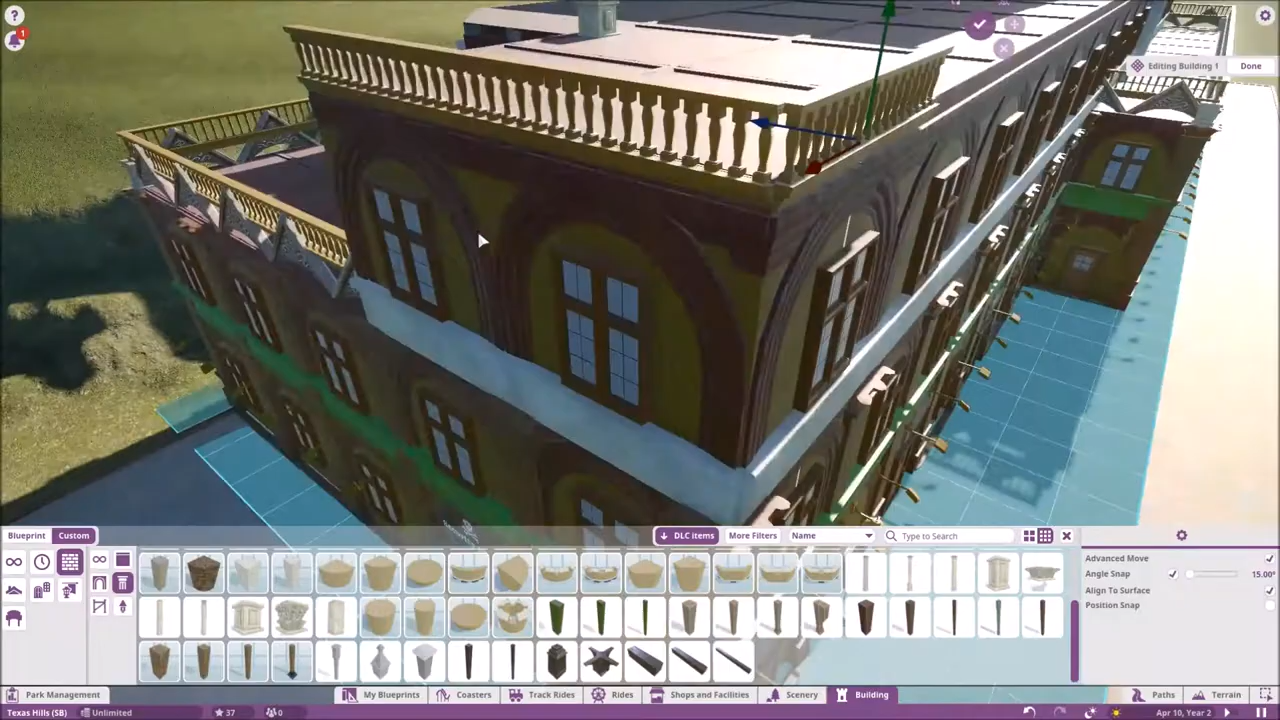 ?
1
Editing Building 1 Done
Blueprint Custom
DLC items More Filters Name Type to Search
Advanced Move
Angle Snap 15.00°
Align To Surface
Position Snap
Park Management My Blueprints Coasters Track Rides Rides Shops and Facilities Scenery Building Paths Terrain
Texas Hills (SB) Unlimited 37 0 Apr 10, Year 2